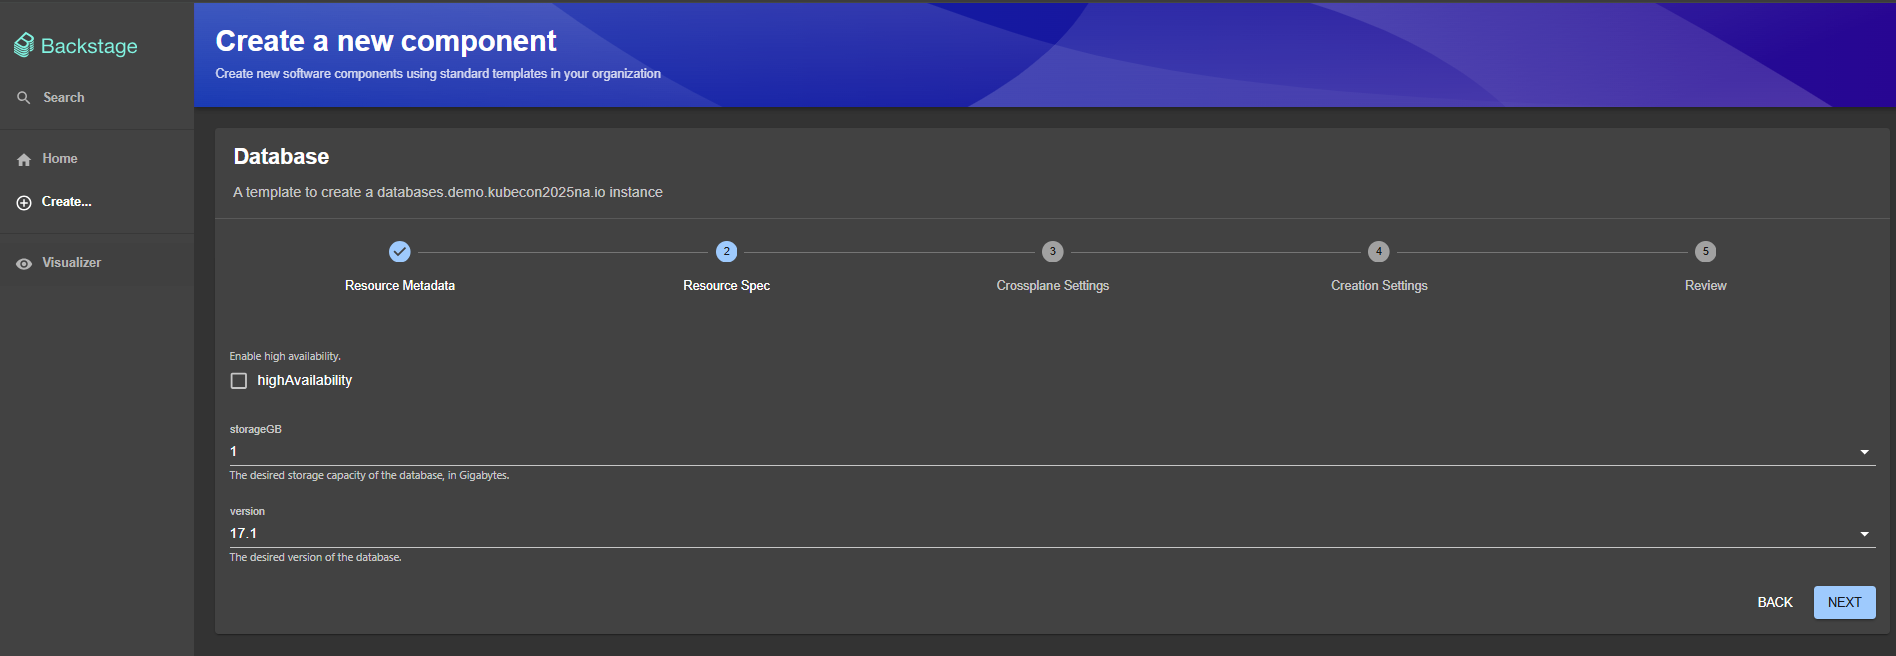 Backstage
Search
Home
Create...
Visualizer
Create a new component
Create new software components using standard templates in your organization
Database
A template to create a databases.demo.kubecon2025na.io instance
2
3
4
5
Resource Metadata
Resource Spec
Crossplane Settings
Creation Settings
Review
Enable high availability.
highAvailability
storageGB
1
The desired storage capacity of the database, in Gigabytes.
version
17.1
The desired version of the database.
BACK
NEXT